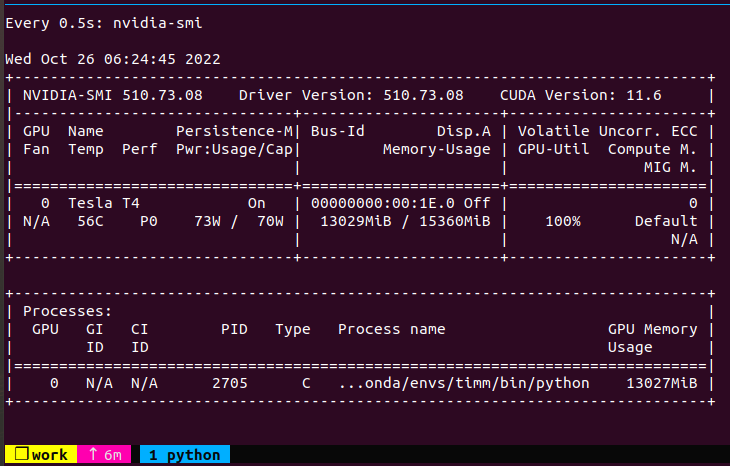 Every 0.5s: nvidia-smi
Wed Oct 26 06:24:45 2022
+-----------------------------------------------------------------------------+
| NVIDIA-SMI 510.73.08    Driver Version: 510.73.08    CUDA Version: 11.6     |
|-------------------------------+----------------------+----------------------+
| GPU  Name        Persistence-M| Bus-Id        Disp.A | Volatile Uncorr. ECC |
| Fan  Temp  Perf  Pwr:Usage/Cap|         Memory-Usage | GPU-Util  Compute M. |
|                               |                      |               MIG M. |
|===============================+======================+======================|
|   0  Tesla T4            On   | 00000000:00:1E.0 Off |                    0 |
| N/A   56C    P0    73W /  70W |  13029MiB / 15360MiB |    100%      Default |
|                               |                      |                  N/A |
+-------------------------------+----------------------+----------------------+
+-----------------------------------------------------------------------------+
| Processes:                                                                  |
|  GPU   GI   CI        PID   Type   Process name                  GPU Memory |
|        ID   ID                                                   Usage      |
|=============================================================================|
|    0   N/A  N/A      2705      C   ...onda/envs/timm/bin/python    13027MiB |
+-----------------------------------------------------------------------------+
❐ work ↑ 6m 1 python